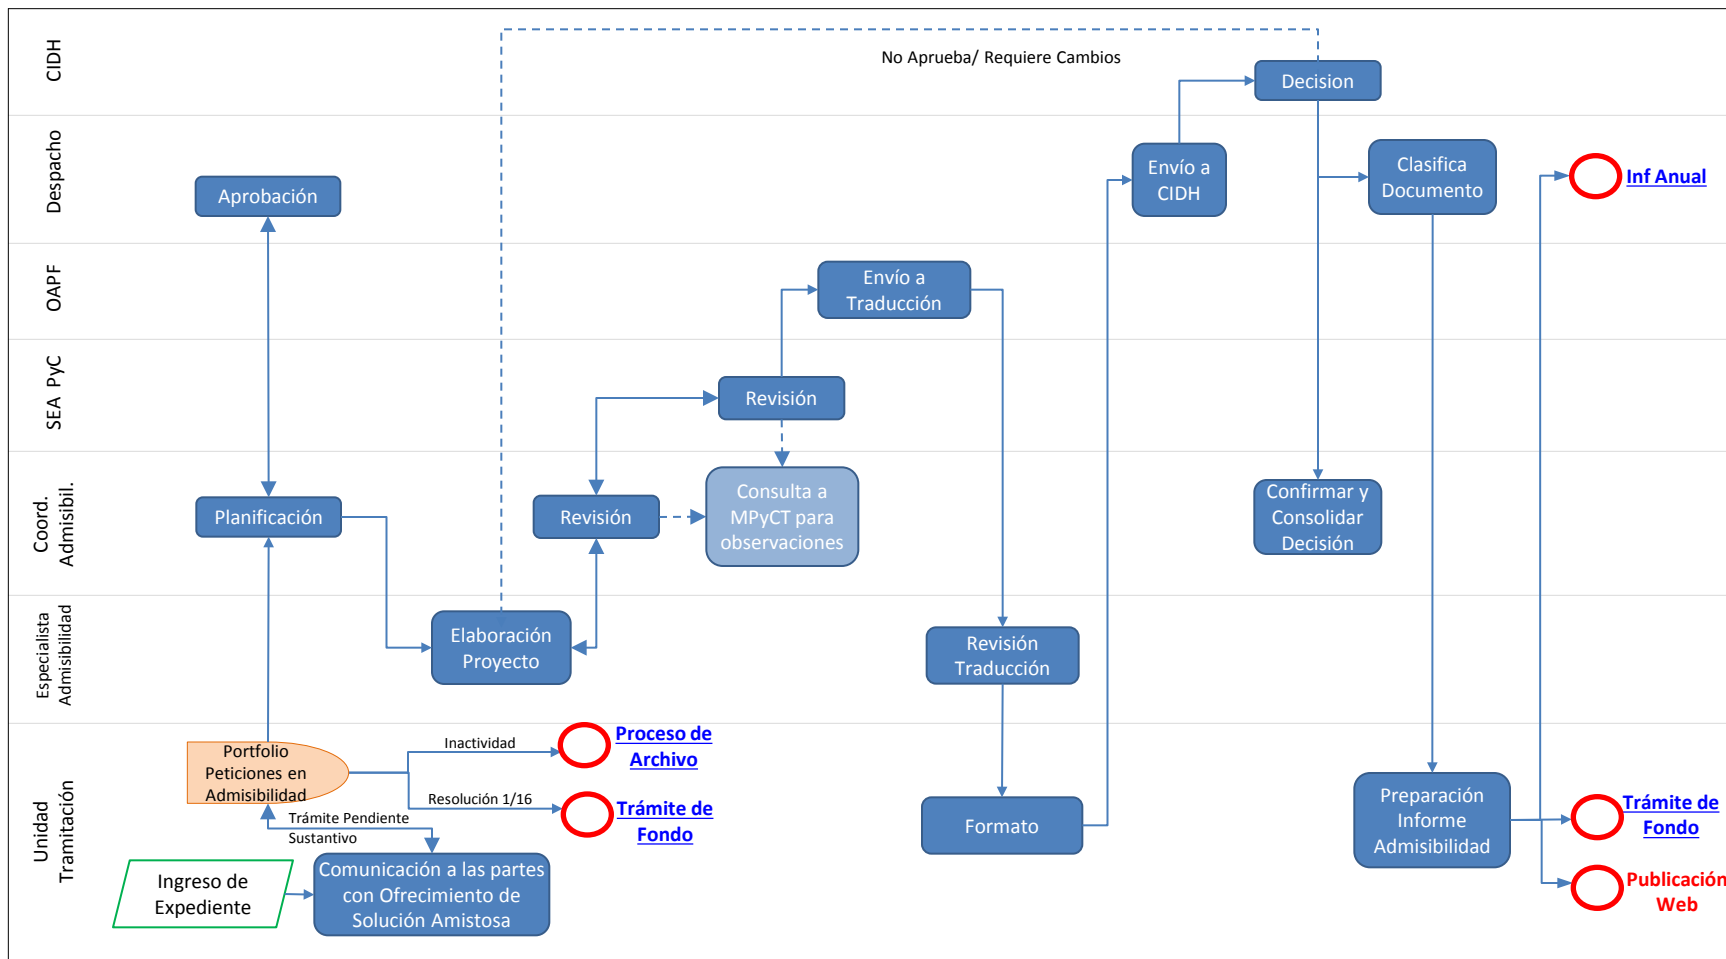 CIDH
No Aprueba/ Requiere Cambios
Decision
Despacho
Aprobación
Envío a
CIDH
Clasifica
Documento
Inf Anual
OAPF
Envío a
Traducción
SEA PyC
Revisión
Coord.
Admisibil.
Planificación
Revisión
Consulta a
MPyCT para
observaciones
Confirmar y
Consolidar
Decisión
Especialista
Admisibilidad
Elaboración
Proyecto
Revisión
Traducción
Unidad
Tramitación
Portfolio
Peticiones en
Admisibilidad
Inactividad
Proceso de
Archivo
Resolución 1/16
Trámite de
Fondo
Trámite Pendiente
Sustantivo
Ingreso de
Expediente
Comunicación a las partes
con Ofrecimiento de
Solución Amistosa
Formato
Preparación
Informe
Admisibilidad
Trámite de
Fondo
Publicación
Web